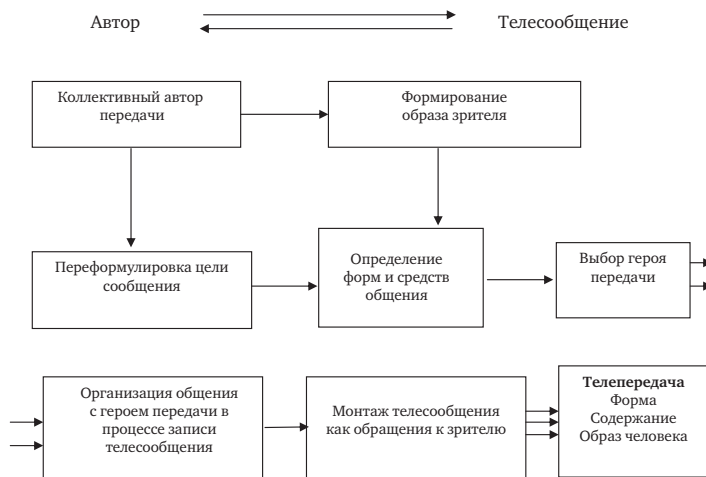 Автор
Телесообщение
Коллективный автор
передачи
Формирование
образа зрителя
Переформулировка цели
сообщения
Определение
форм и средств
общения
Выбор героя
передачи
Организация общения
с героем передачи в
процессе записи
телесообщения
Монтаж телесообщения
как обращения к зрителю
Телепередача
Форма
Содержание
Образ человека